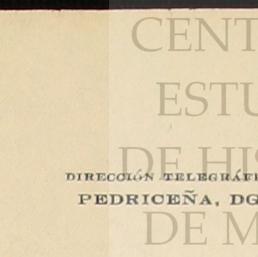 CENT
ESTU
DE HIS
DIRECCIÓN TELEGRÁF
PEDRICEÑA, DG
DE M